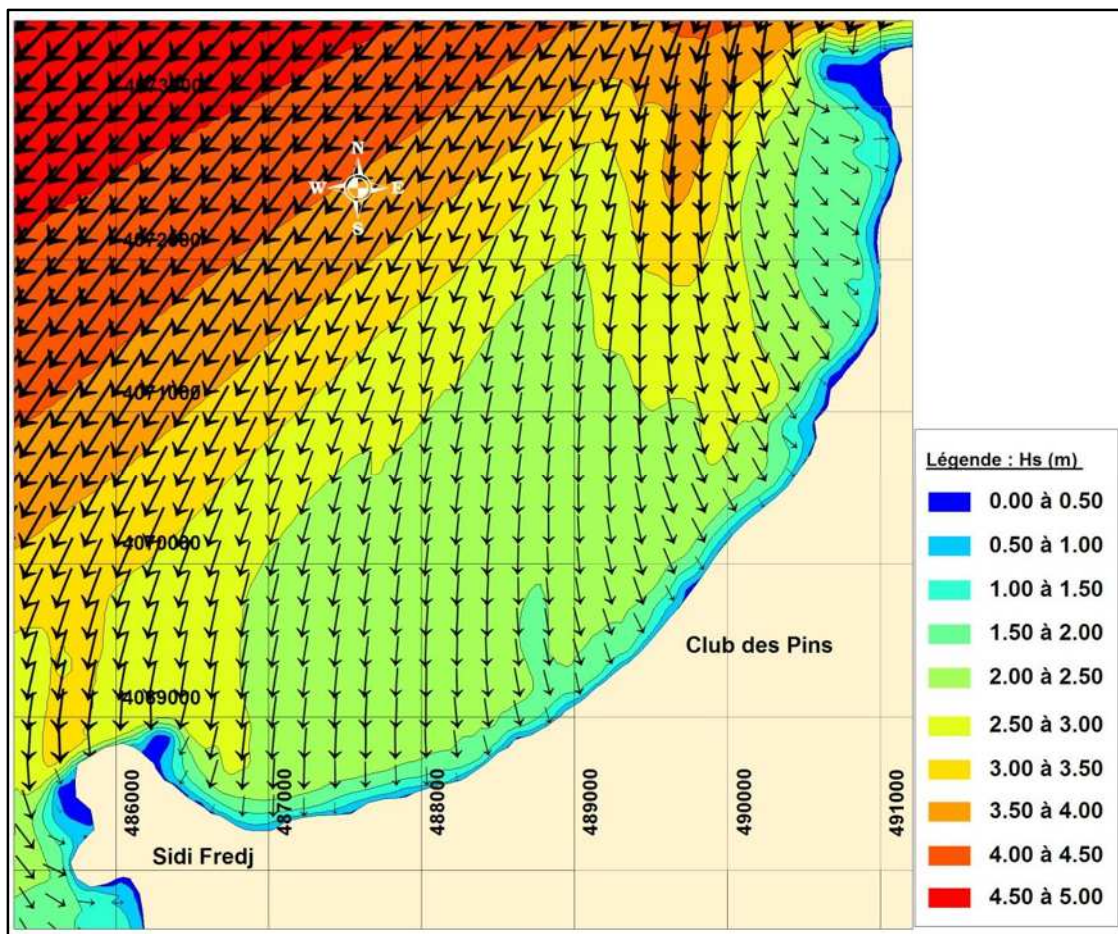 4073000
N
W E
S
4072000
4071000
4070000
4069000
Club des Pins
Sidi Fredj
486000
487000
488000
489000
490000
491000
Légende : Hs (m)
0.00 à 0.50
0.50 à 1.00
1.00 à 1.50
1.50 à 2.00
2.00 à 2.50
2.50 à 3.00
3.00 à 3.50
3.50 à 4.00
4.00 à 4.50
4.50 à 5.00